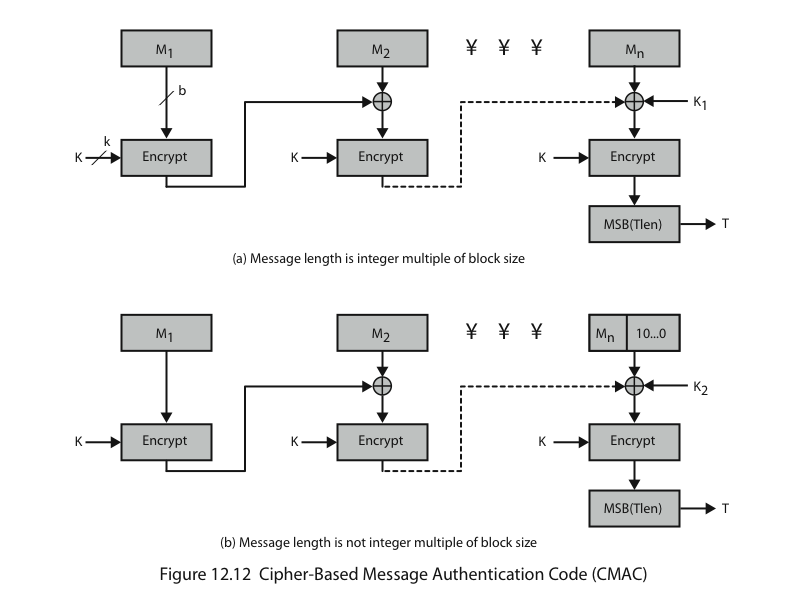 M1 M2 ¥ ¥ ¥ Mn
b
K1
k
K Encrypt K Encrypt K Encrypt
MSB(Tlen) T
(a) Message length is integer multiple of block size
M1 M2 ¥ ¥ ¥ Mn 10...0
K2
K Encrypt K Encrypt K Encrypt
MSB(Tlen) T
(b) Message length is not integer multiple of block size
Figure 12.12 Cipher-Based Message Authentication Code (CMAC)